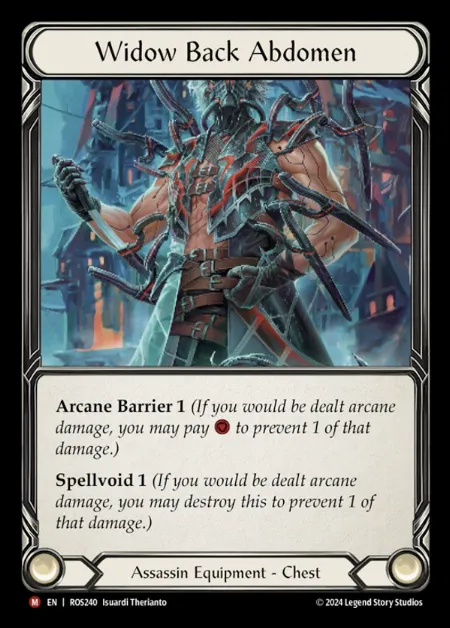 Widow Back Abdomen
Arcane Barrier 1 (If you would be dealt arcane
damage, you may pay to prevent 1 of that
damage.)
Spellvoid 1 (If you would be dealt arcane
damage, you may destroy this to prevent 1 of
that damage.)
Assassin Equipment - Chest
M EN | ROS240 Isuardi Therianto © 2024 Legend Story Studios